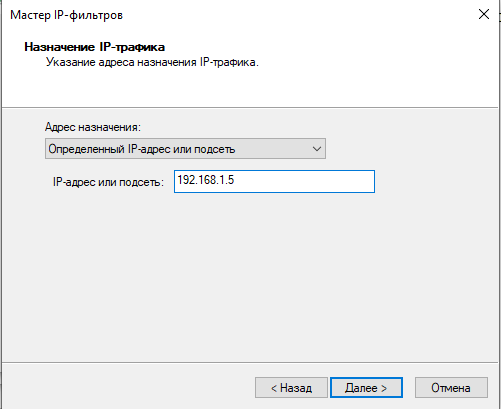 Мастер IP-фильтров
Назначение IP-трафика
Указание адреса назначения IP-трафика.
Адрес назначения:
Определенный IP-адрес или подсеть
IP-адрес или подсеть: 192.168.1.5
< Назад Далее > Отмена